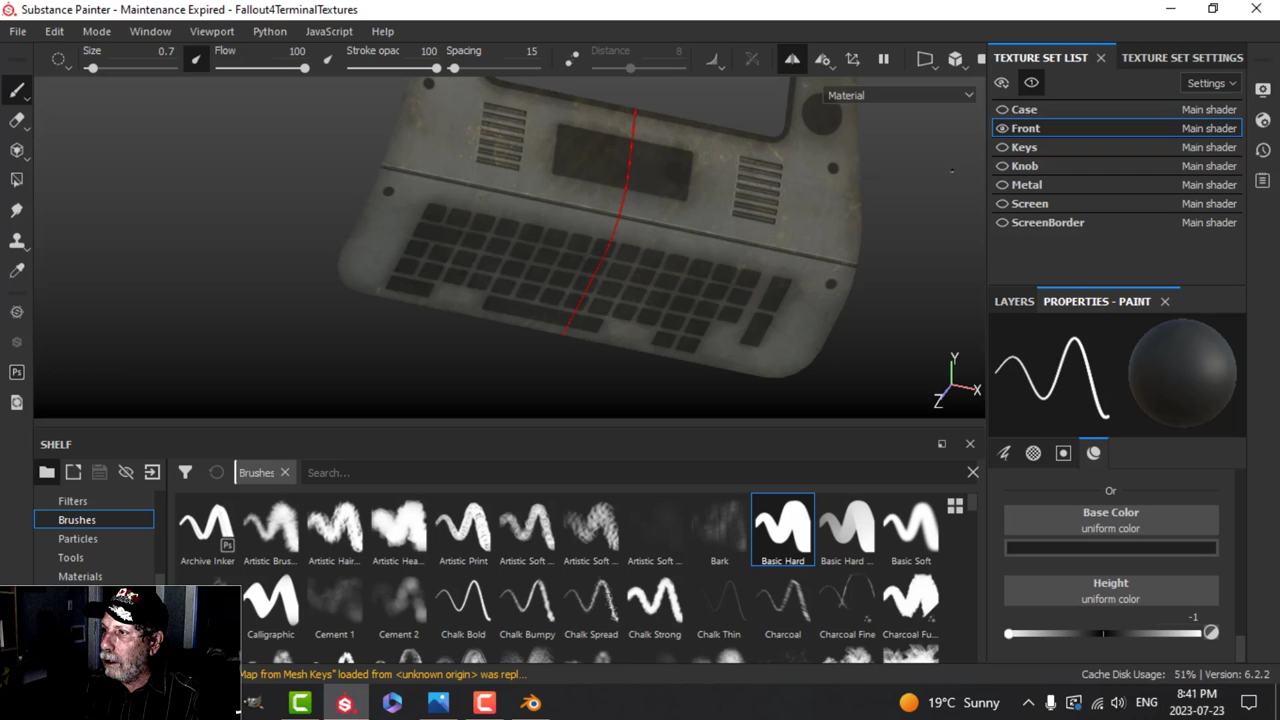 Substance Painter - Maintenance Expired - Fallout4TerminalTextures
File Edit Mode Window Viewport Python JavaScript Help
Size 0.7 Flow 100 Stroke opac 100 Spacing 15 Distance 8
Material
TEXTURE SET LIST TEXTURE SET SETTINGS
Settings
Case Main shader
Front Main shader
Keys Main shader
Knob Main shader
Metal Main shader
Screen Main shader
ScreenBorder Main shader
LAYERS PROPERTIES - PAINT
Y
X
Z
Or
Base Color
uniform color
Height
uniform color
-1
SHELF
Brushes Search...
Filters
Brushes
Particles
Tools
Materials
Archive Inker Artistic Brus... Artistic Hair... Artistic Hea... Artistic Print Artistic Soft ... Artistic Soft ... Artistic Soft ... Bark Basic Hard Basic Hard ... Basic Soft
Ps
Calligraphic Cement 1 Cement 2 Chalk Bold Chalk Bumpy Chalk Spread Chalk Strong Chalk Thin Charcoal Charcoal Fine Charcoal Fu...
Map from Mesh Keys" loaded from <unknown origin> was repl...
Cache Disk Usage: 51% | Version: 6.2.2
19°C Sunny
ENG
8:41 PM
2023-07-23